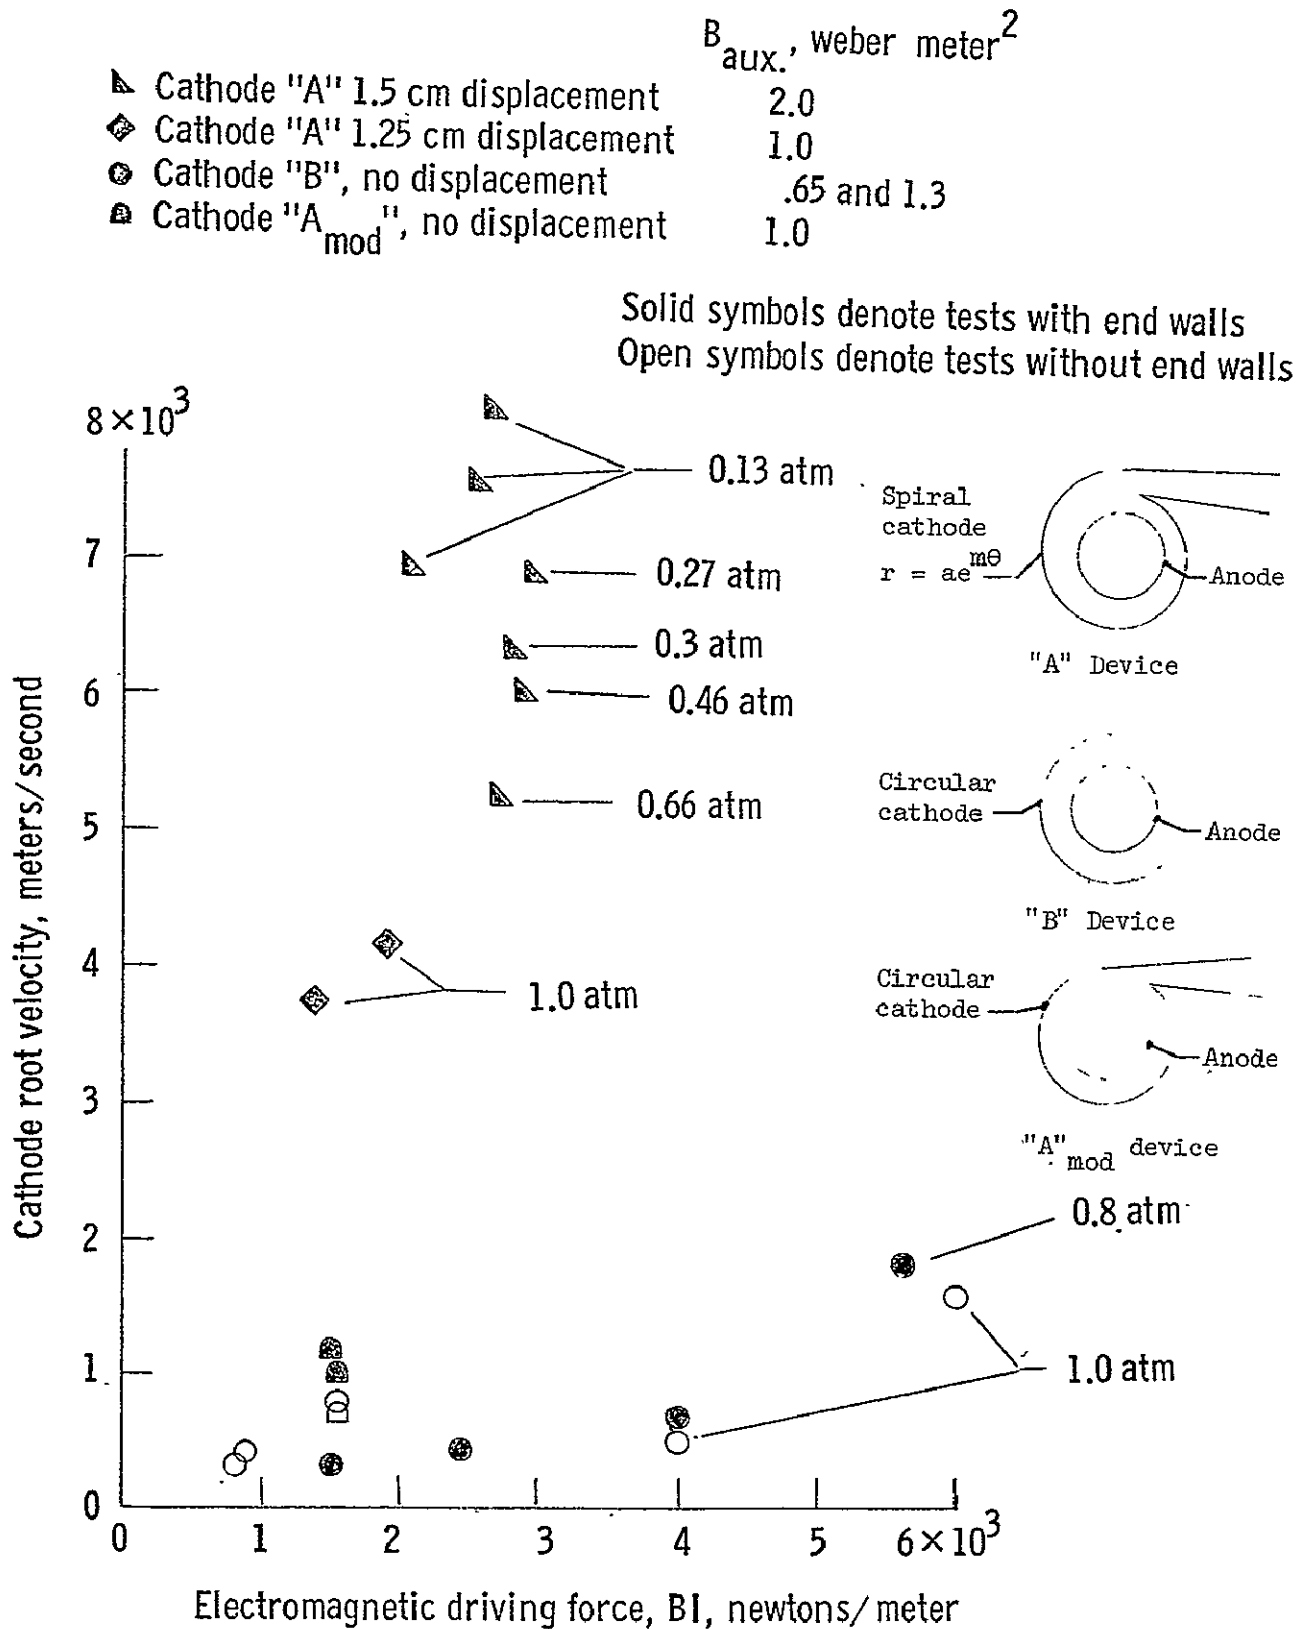 B aux., weber meter2
Cathode "A" 1.5 cm displacement 2.0
Cathode "A" 1.25 cm displacement 1.0
Cathode "B", no displacement .65 and 1.3
Cathode "A mod", no displacement 1.0
Solid symbols denote tests with end walls
Open symbols denote tests without end walls
8×10^3
7
6
5
4
3
2
1
0
Cathode root velocity, meters/second
0.13 atm
0.27 atm
0.3 atm
0.46 atm
0.66 atm
1.0 atm
0.8 atm
1.0 atm
Spiral
cathode
r = ae^mθ
Anode
"A" Device
Circular
cathode
Anode
"B" Device
Circular
cathode
Anode
"A" mod device
0 1 2 3 4 5 6×10^3
Electromagnetic driving force, BI, newtons/meter